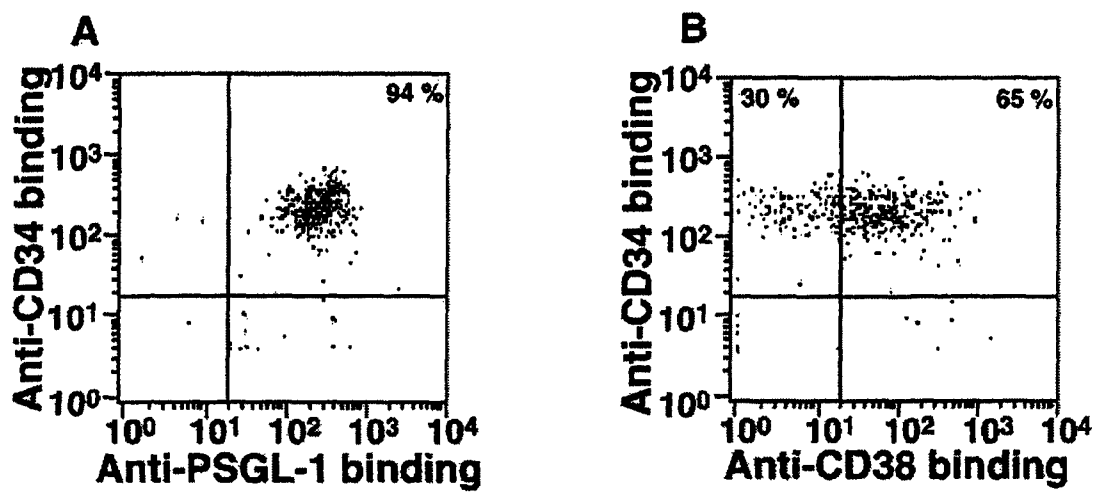 A
Anti-CD34 binding
10⁴
10³
10²
10¹
10⁰
94 %
10⁰ 10¹ 10² 10³ 10⁴
Anti-PSGL-1 binding
B
Anti-CD34 binding
10⁴
10³
10²
10¹
10⁰
30 %
65 %
10⁰ 10¹ 10² 10³ 10⁴
Anti-CD38 binding